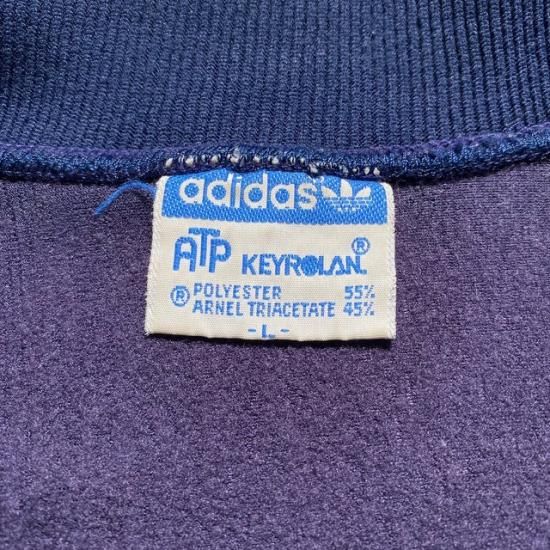 adidas
ATP KEYROLAN®
® POLYESTER 55%
ARNEL TRIACETATE 45%
- L -